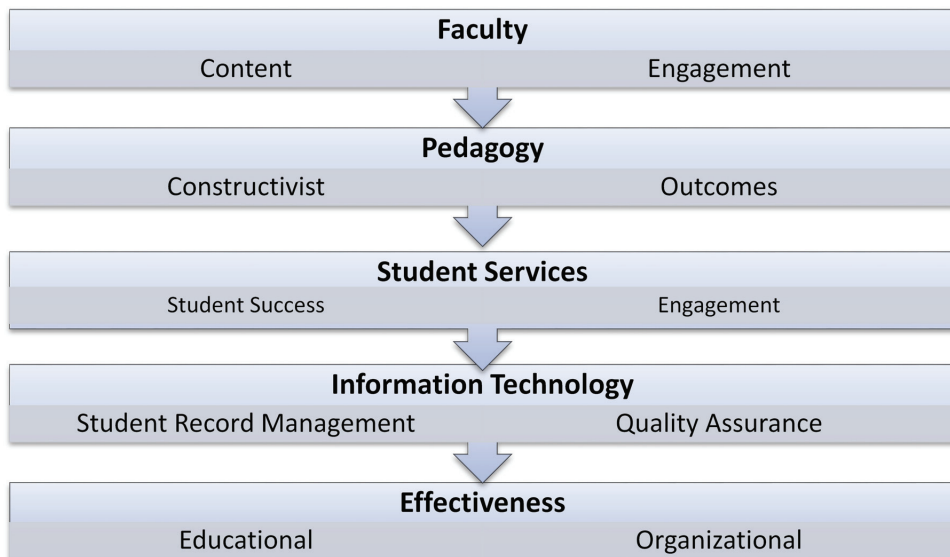 Faculty
Content Engagement
Pedagogy
Constructivist Outcomes
Student Services
Student Success Engagement
Information Technology
Student Record Management Quality Assurance
Effectiveness
Educational Organizational